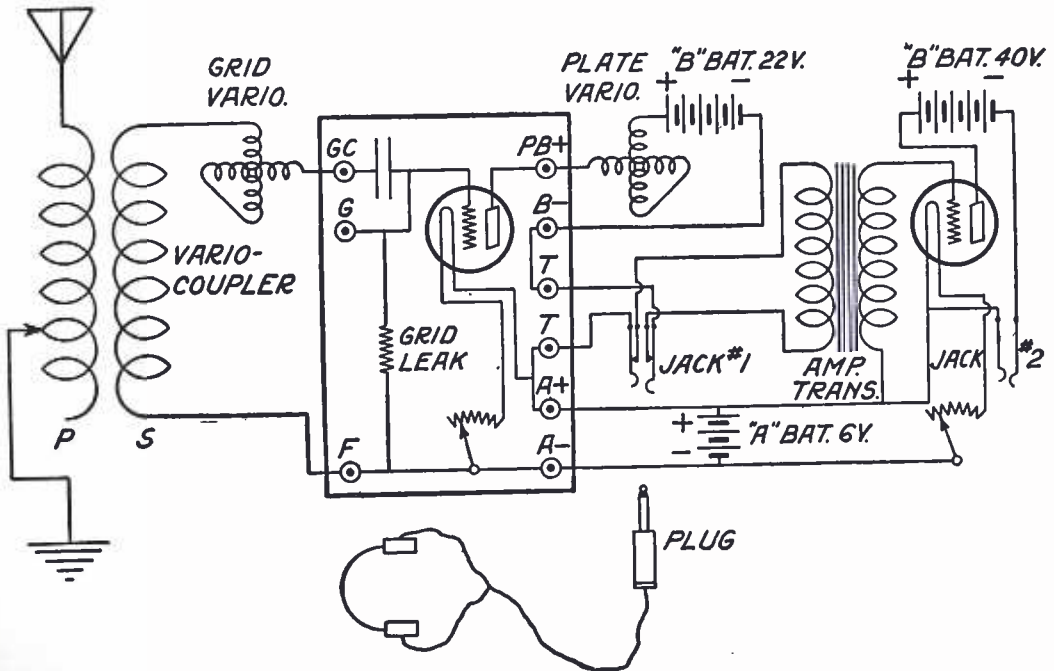 GRID
VARIO.
PLATE
VARIO.
"B" BAT. 22V.
+ -
"B" BAT. 40V.
+ -
GC
G
PB+
B-
T
T
A+
A-
F
VARIO-
COUPLER
GRID
LEAK
JACK #1
AMP.
TRANS.
JACK #2
+ -
"A" BAT. 6V.
P
S
PLUG